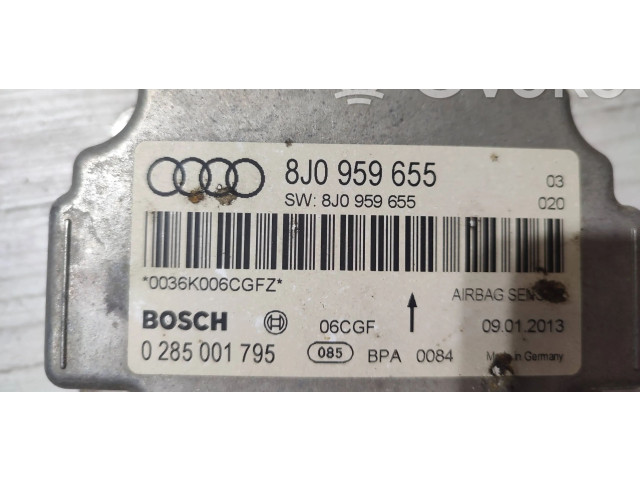 8J0 959 655
03
SW: 8J0 959 655
020
*0036K006CGFZ*
AIRBAG
BOSCH
06CGF
09.01.2013
0 285 001 795
085
BPA 0084
Made in Germany